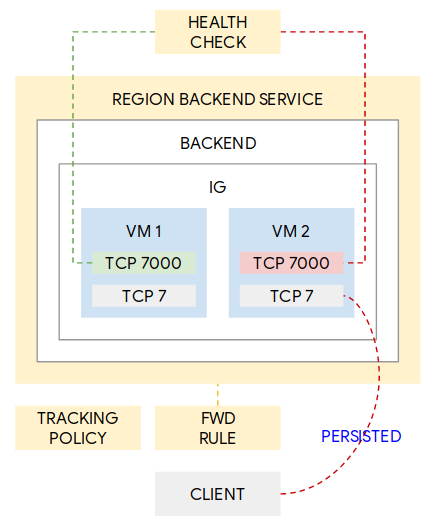 HEALTH
CHECK
REGION BACKEND SERVICE
BACKEND
IG
VM 1
VM 2
TCP 7000
TCP 7000
TCP 7
TCP 7
TRACKING
POLICY
FWD
RULE
PERSISTED
CLIENT